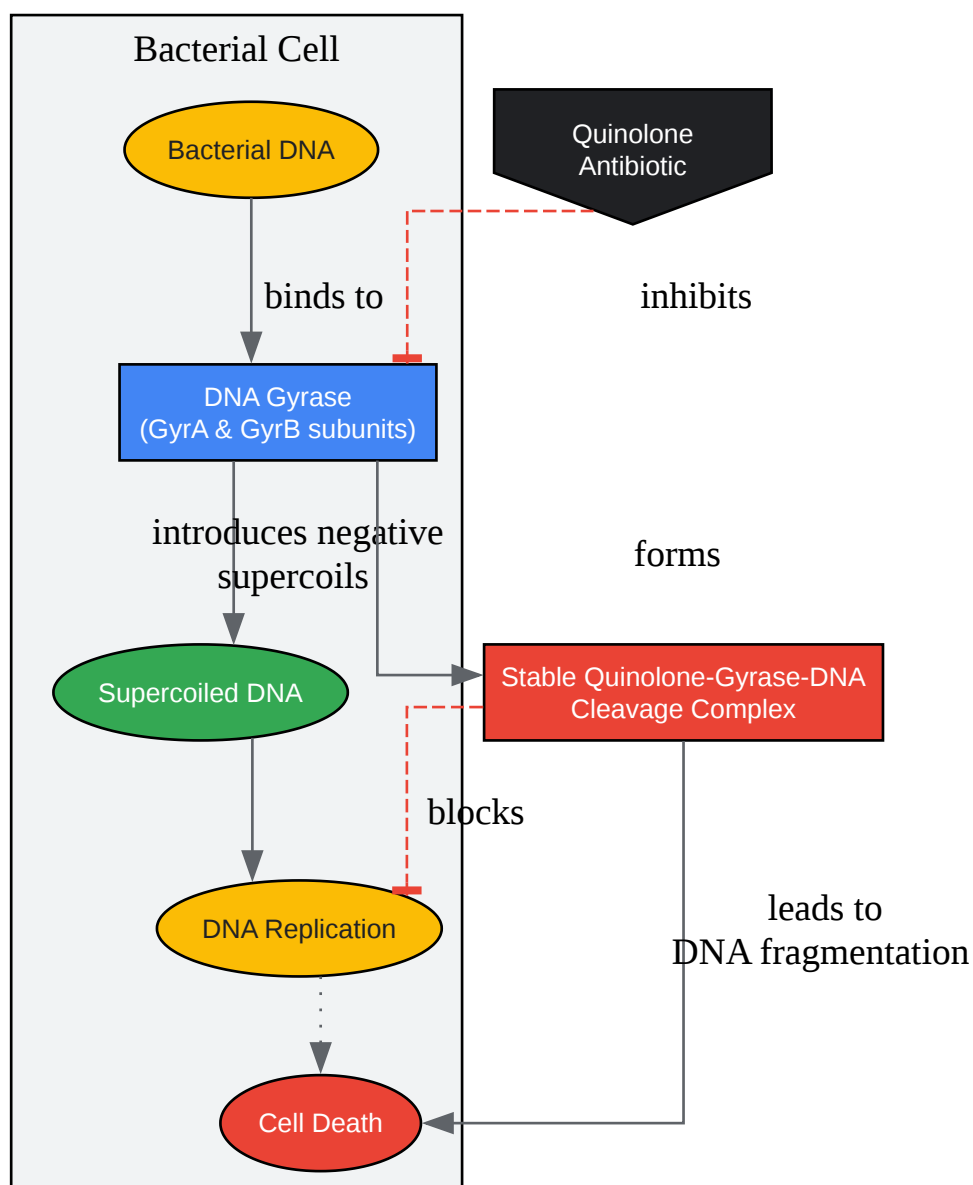 Bacterial Cell
Bacterial DNA
Quinolone
Antibiotic
binds to
inhibits
DNA Gyrase
(GyrA & GyrB subunits)
introduces negative
supercoils
forms
Supercoiled DNA
Stable Quinolone-Gyrase-DNA
Cleavage Complex
blocks
DNA Replication
leads to
DNA fragmentation
Cell Death